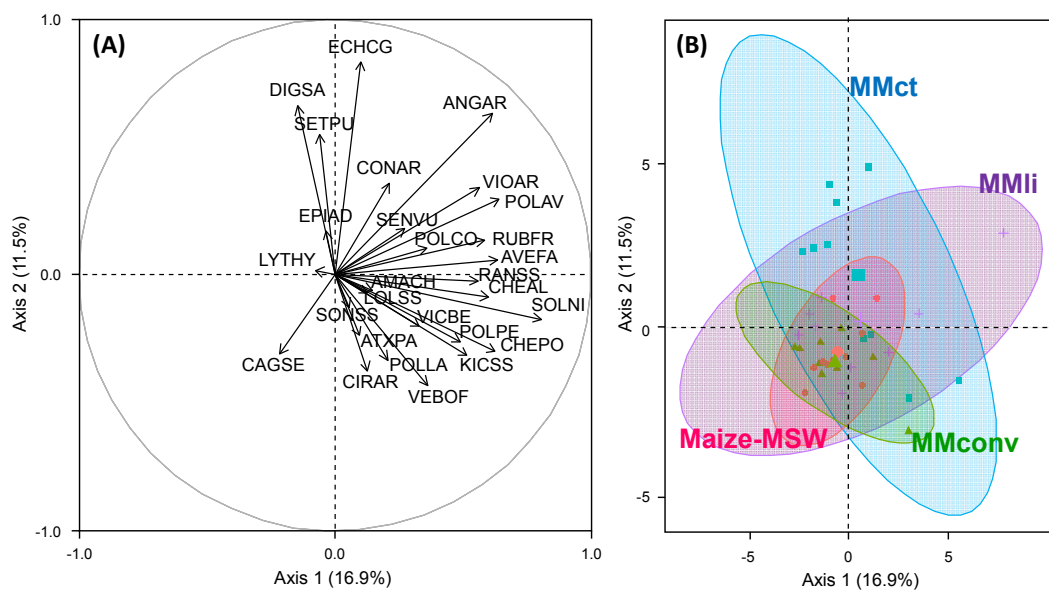 (A)
1.0
ECHCG
DIGSA
ANGAR
SETPU
CONAR
VIOAR
POLAV
EPIAD
SENVU
POLCO
RUBFR
AVEFA
LYTHY
RANSS
AMACH
CHEAL
LOLSS
SOLNI
SONSS
VICBE
POLPE
ATXPA
CHEPO
CAGSE
POLLA
KICSS
CIRAR
VEBOF
0.0
-1.0
-1.0
0.0
1.0
Axis 1 (16.9%)
Axis 2 (11.5%)
(B)
MMct
MMli
Maize-MSW
MMconv
5
0
-5
-5
0
5
Axis 1 (16.9%)
Axis 2 (11.5%)